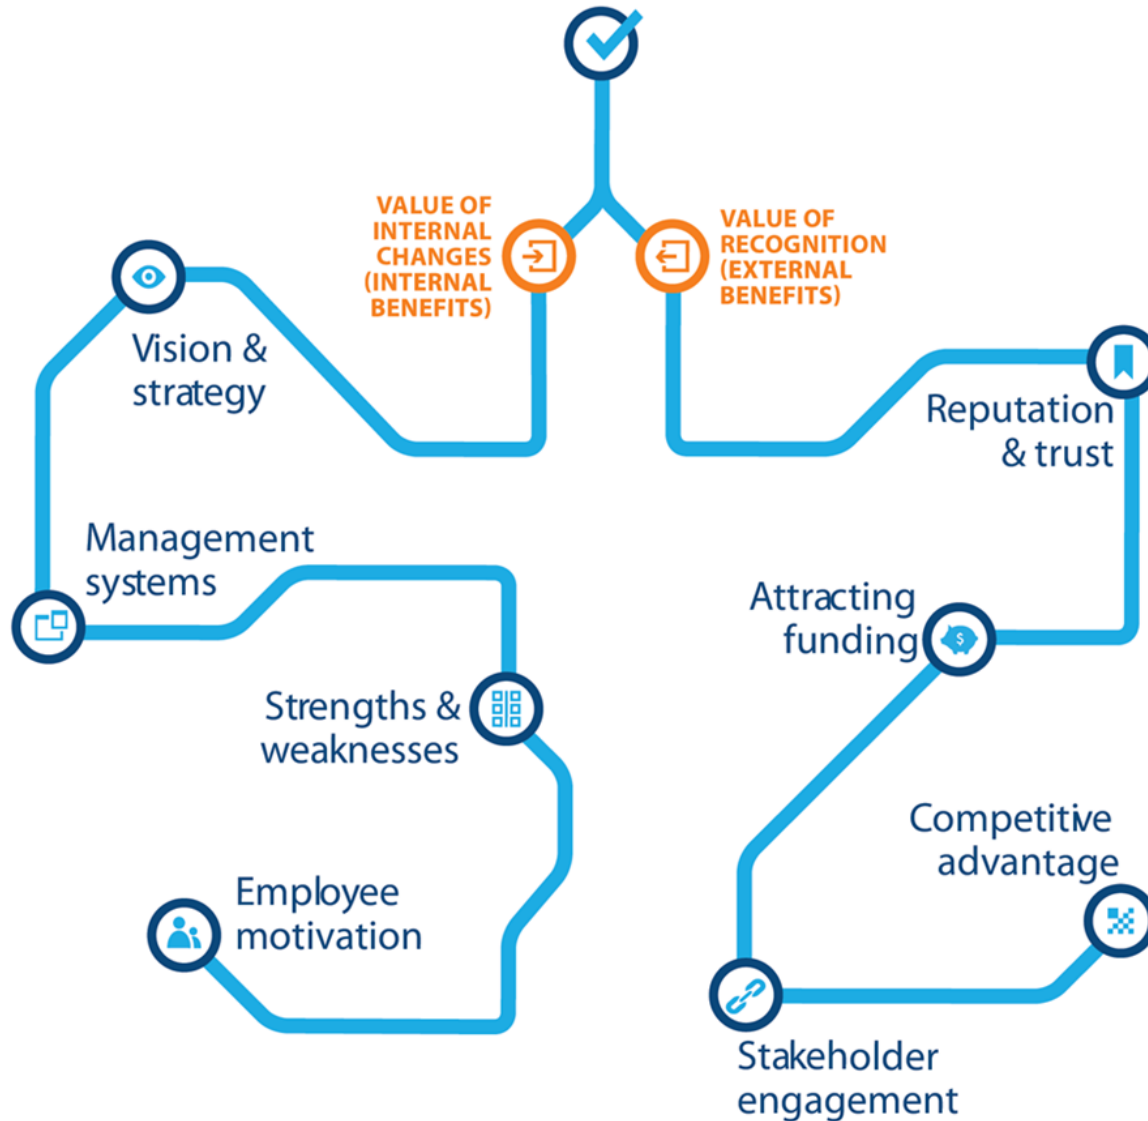 VALUE OF
INTERNAL
CHANGES
(INTERNAL
BENEFITS)
VALUE OF
RECOGNITION
(EXTERNAL
BENEFITS)
Vision &
strategy
Reputation
& trust
Management
systems
Attracting
funding
$
Strengths &
weaknesses
Competitive
advantage
Employee
motivation
Stakeholder
engagement